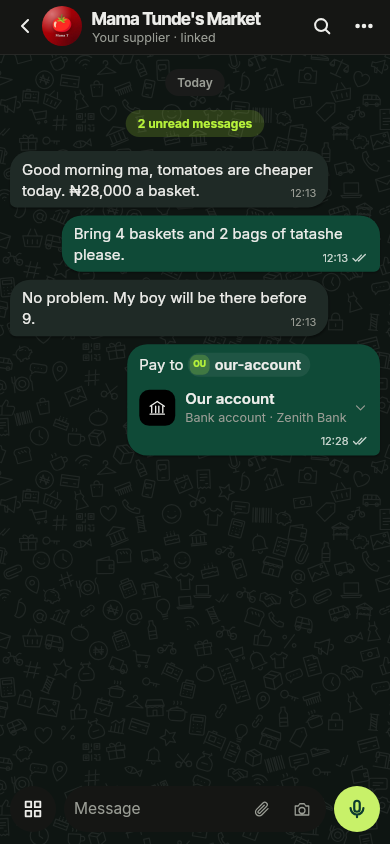 Mama Tunde's Market
Your supplier · linked
Today
2 unread messages
Good morning ma, tomatoes are cheaper
today. ₦28,000 a basket.
12:13
Bring 4 baskets and 2 bags of tatashe
please.
12:13
No problem. My boy will be there before
9.
12:13
Pay to OU our-account
Our account
Bank account · Zenith Bank
12:28
Message